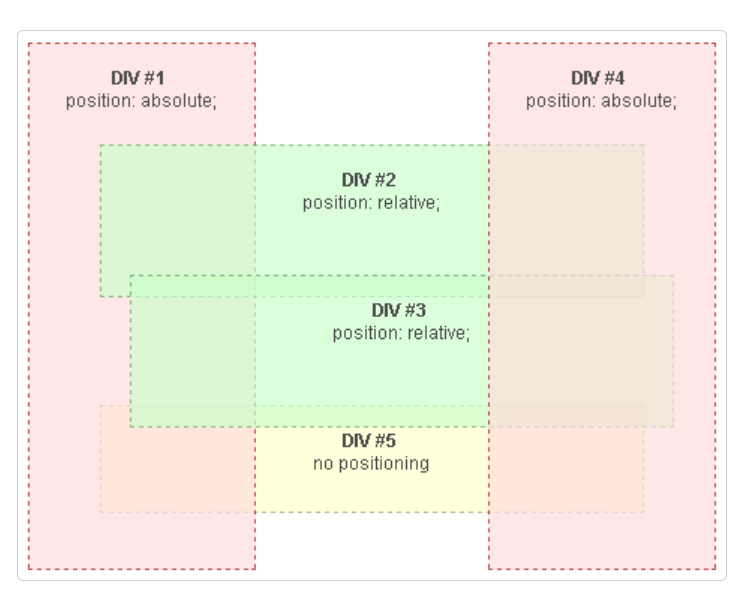 DIV #1
position: absolute;
DIV #4
position: absolute;
DIV #2
position: relative;
DIV #3
position: relative;
DIV #5
no positioning